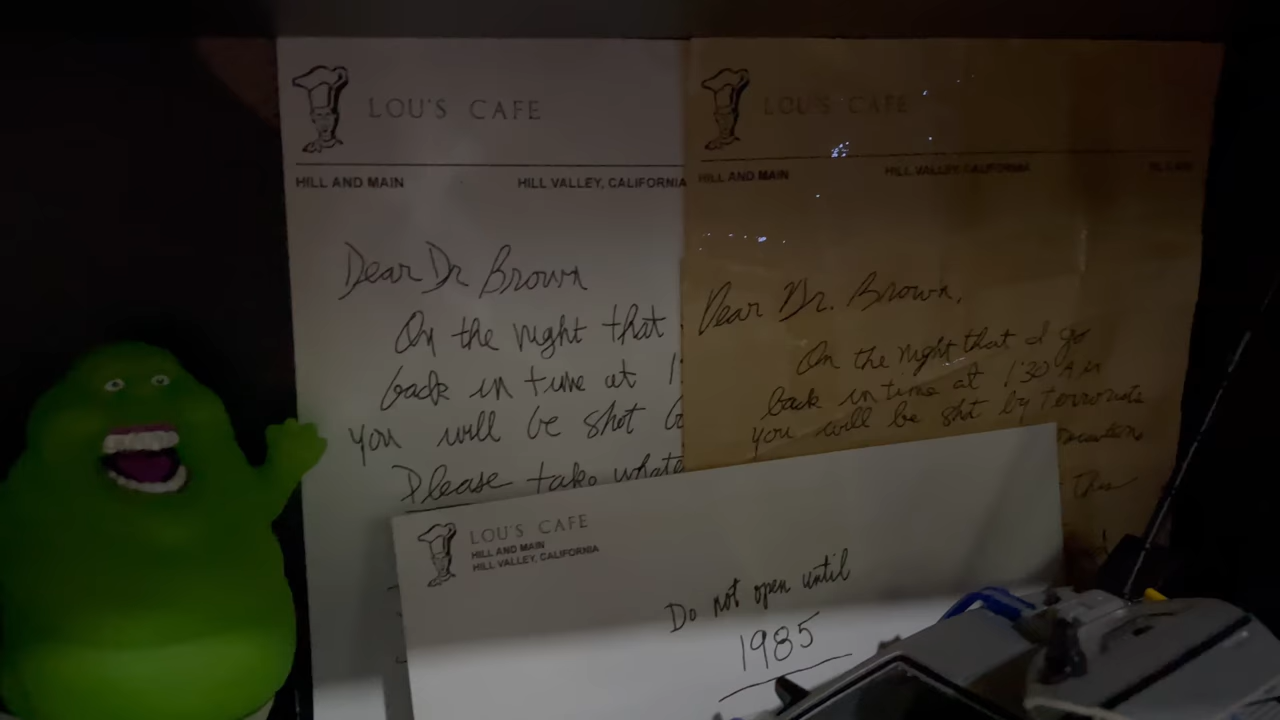 LOU'S CAFE
HILL AND MAIN HILL VALLEY, CALIFORNIA
Dear Dr Brown
On the night that
back in time at 1
you will be shot b
Please take whate
LOU'S CAFE
HILL AND MAIN HILL VALLEY, CALIFORNIA
Dear Dr. Brown,
On the night that I go
back in time at 1:30 AM
you will be shot by terrorists
LOU'S CAFE
HILL AND MAIN
HILL VALLEY, CALIFORNIA
Do not open until
1985